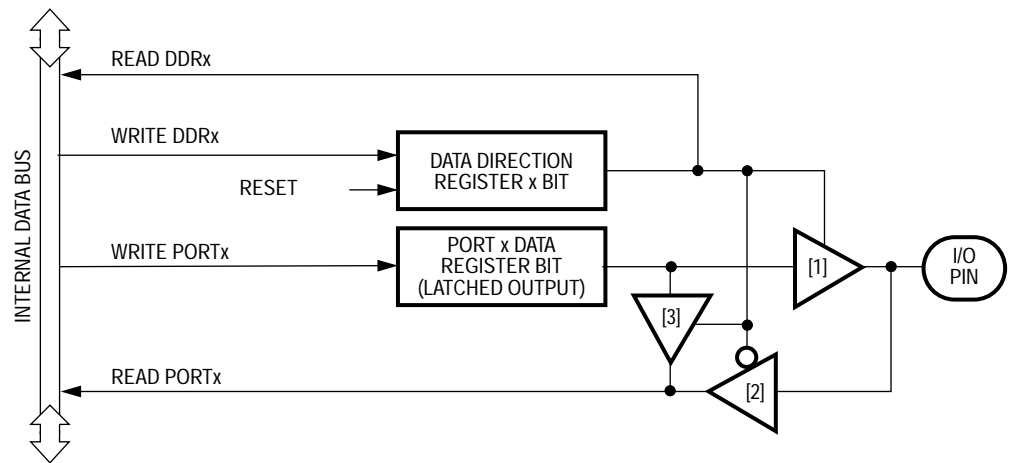 READ DDRx
WRITE DDRx
DATA DIRECTION
REGISTER x BIT
RESET
INTERNAL DATA BUS
WRITE PORTx
PORT x DATA
REGISTER BIT
(LATCHED OUTPUT)
[1]
I/O
PIN
[3]
[2]
READ PORTx